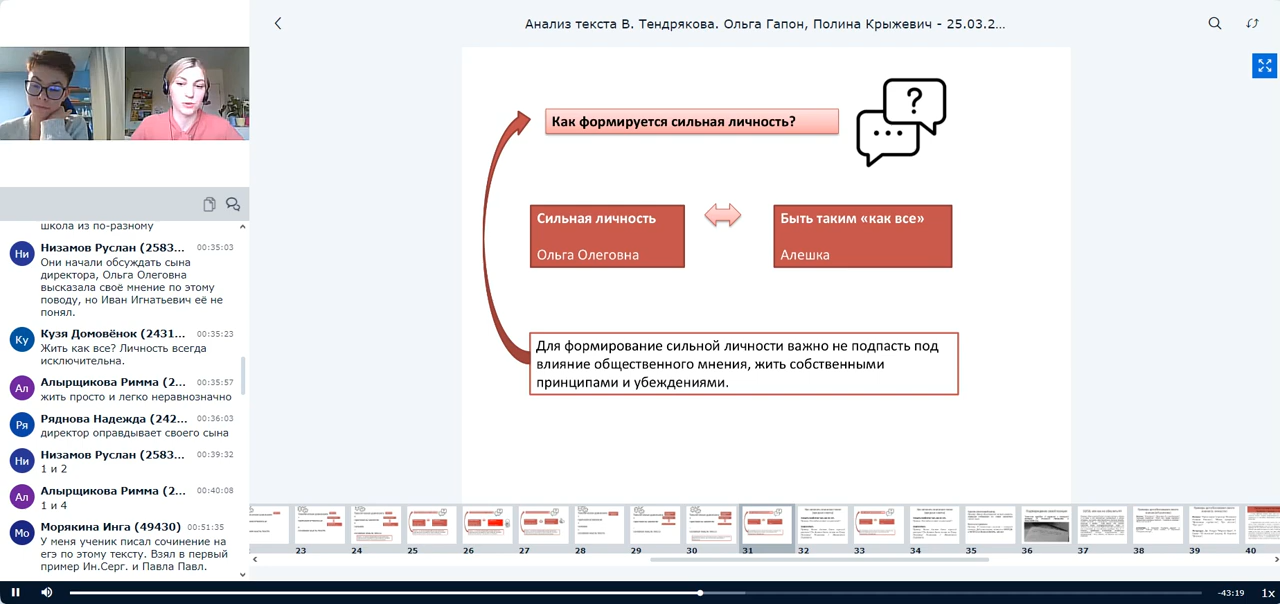 Анализ текста В. Тендрякова. Ольга Гапон, Полина Крыжевич - 25.03.2...
Как формируется сильная личность?
?
Сильная личность
Ольга Олеговна
Быть таким «как все»
Алешка
Для формирование сильной личности важно не подпасть под
влияние общественного мнения, жить собственными
принципами и убеждениями.
школа из по-разному
Ни
Низамов Руслан (2583... 00:35:03
Они начали обсуждать сына
директора, Ольга Олеговна
высказала своё мнение по этому
поводу, но Иван Игнатьевич её не
понял.
Ку
Кузя Домовёнок (2431... 00:35:23
Жить как все? Личность всегда
исключительна.
Ал
Алырщикова Римма (2... 00:35:57
жить просто и легко неравнозначно
Ря
Ряднова Надежда (242... 00:36:03
директор оправдывает своего сына
Ни
Низамов Руслан (2583... 00:39:32
1 и 2
Ал
Алырщикова Римма (2... 00:40:08
1 и 4
Мо
Морякина Инга (49430) 00:51:15
У меня ученик писал сочинение
егэ по этому тексту. Взял в первый
пример Ин.Серг. и Павла Павл.
23 24 25 26 27 28 29 30 31 32 33 34 35 36 37 38 39 40
-43:19 1x